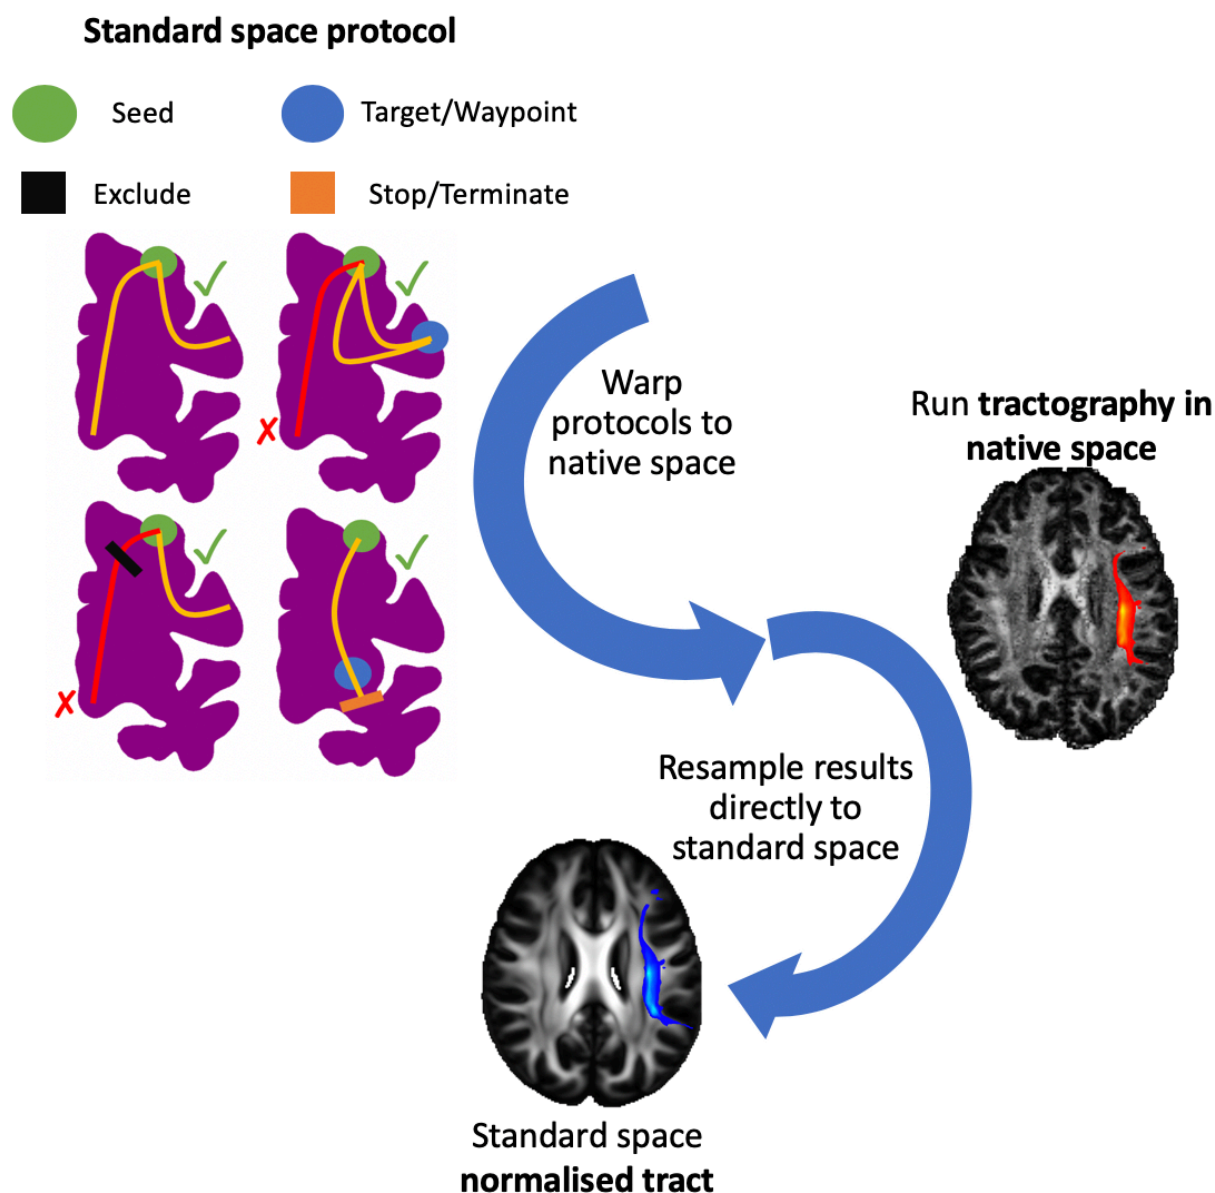 Standard space protocol
Seed
Target/Waypoint
Exclude
Stop/Terminate
Warp
protocols to
native space
Run tractography in
native space
Resample results
directly to
standard space
Standard space
normalised tract